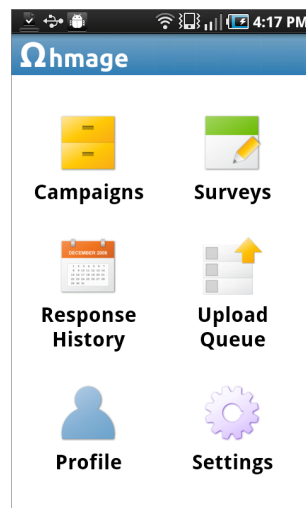 4:17 PM
Ωhmage
Campaigns
Surveys
DECEMBER 2008
Response
History
Upload
Queue
Profile
Settings